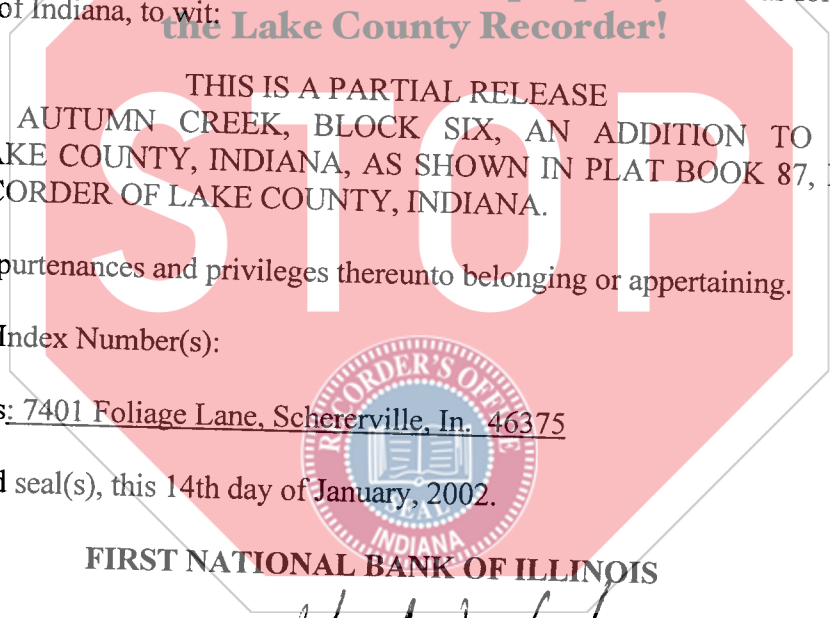 of Indiana, to wit:
the Lake County Recorder!
THIS IS A PARTIAL RELEASE
AUTUMN CREEK, BLOCK SIX, AN ADDITION TO
KE COUNTY, INDIANA, AS SHOWN IN PLAT BOOK 87,
CORDER OF LAKE COUNTY, INDIANA.
STOP
purtenances and privileges thereunto belonging or appertaining.
Index Number(s):
s: 7401 Foliage Lane, Schererville, In. 46375
seal(s), this 14th day of January, 2002.
RECORDER'S OFFICE
SEAL
INDIANA
FIRST NATIONAL BANK OF ILLINOIS